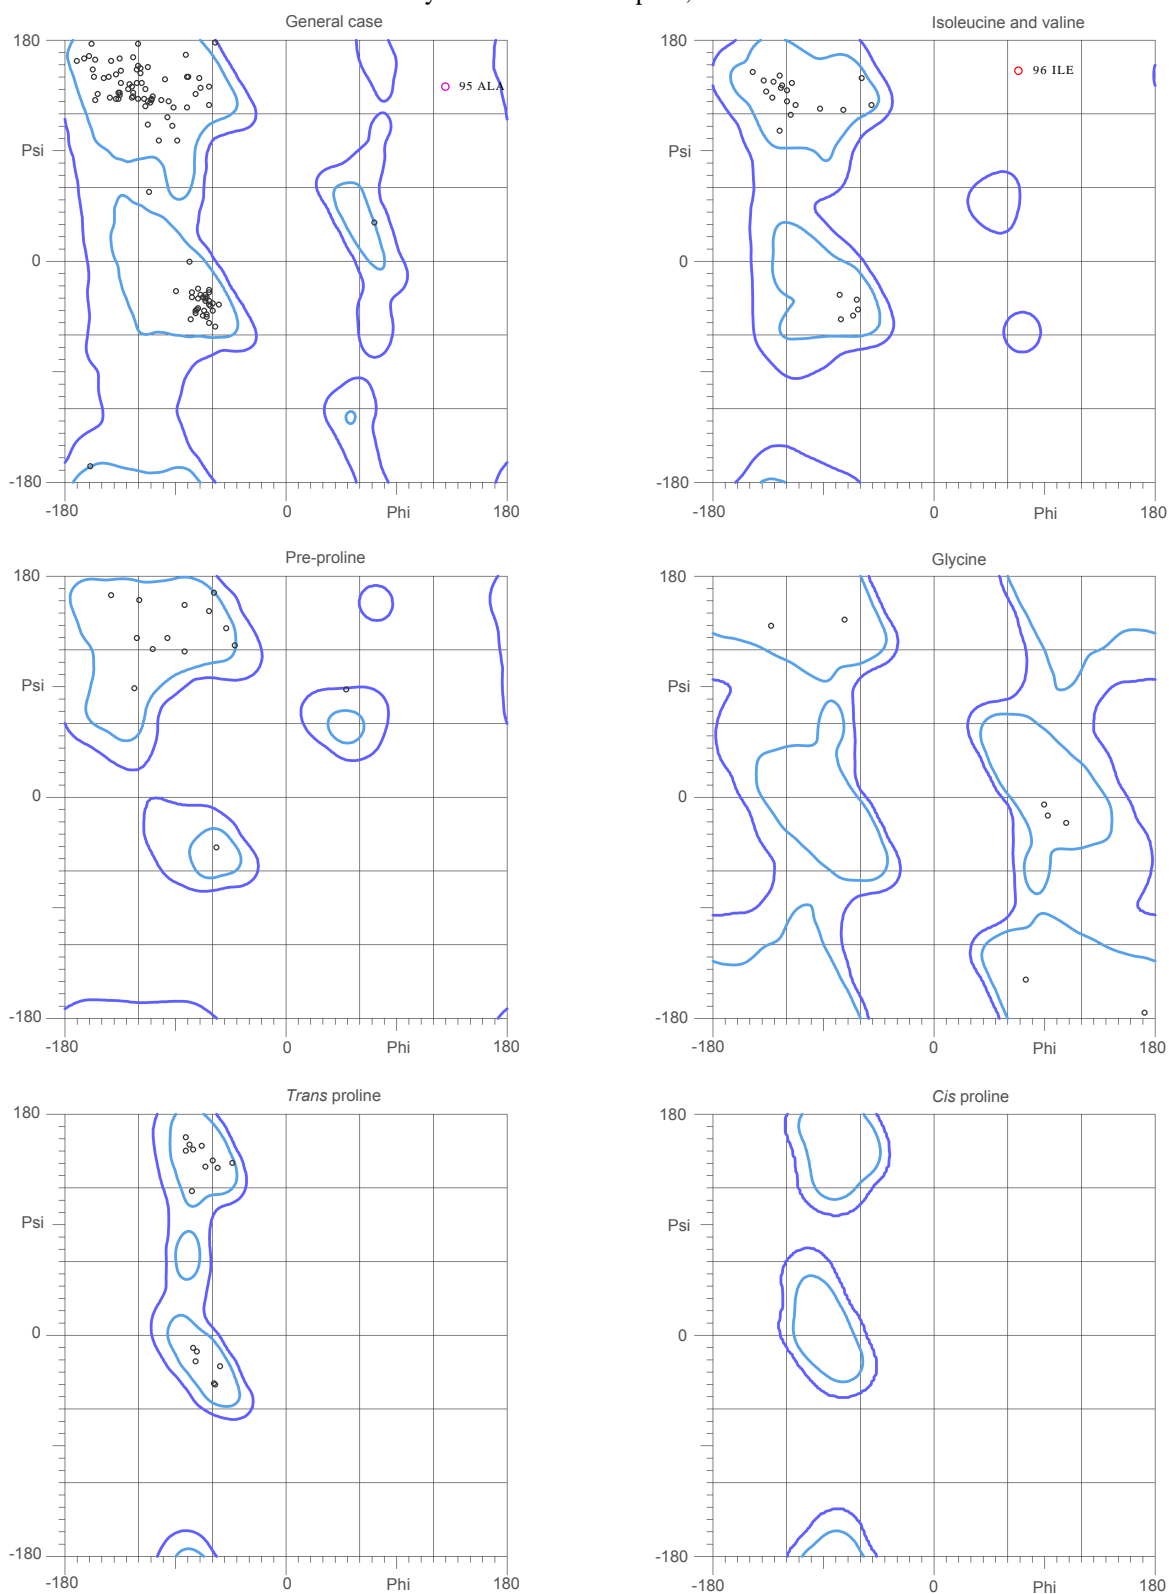 General case
Isoleucine and valine
180
Psi
0
-180
-180
0
Phi
180
95 ALA
180
Psi
0
-180
-180
0
Phi
180
96 ILE
Pre-proline
Glycine
180
Psi
0
-180
-180
0
Phi
180
180
Psi
0
-180
-180
0
Phi
180
Trans proline
Cis proline
180
Psi
0
-180
-180
0
Phi
180
180
Psi
0
-180
-180
0
Phi
180